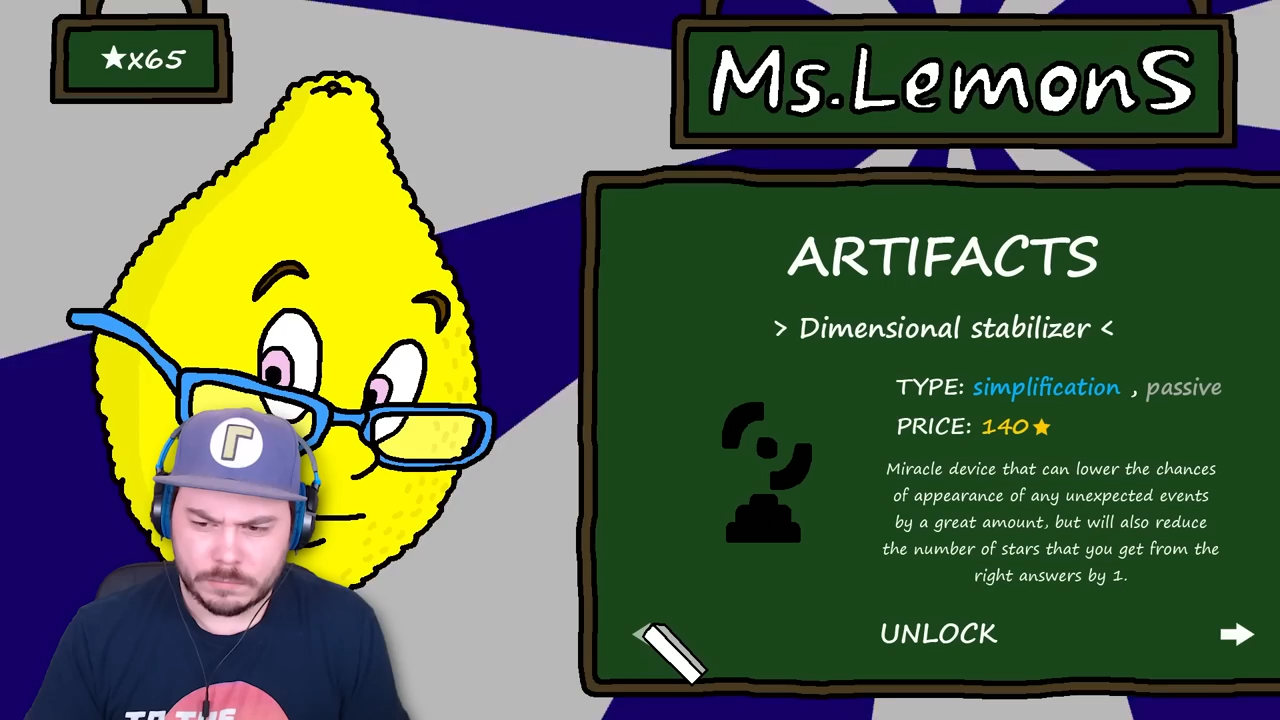 ★x65
Ms.LemonS
ARTIFACTS
> Dimensional stabilizer <
TYPE: simplification , passive
PRICE: 140★
Miracle device that can lower the chances
of appearance of any unexpected events
by a great amount, but will also reduce
the number of stars that you get from the
right answers by 1.
UNLOCK
TO THE